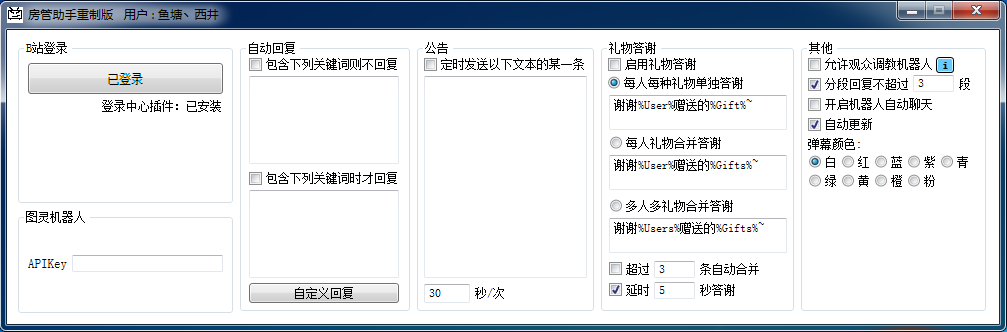 房管助手重制版 用户：鱼塘丶西井
B站登录
已登录
登录中心插件：已安装
图灵机器人
APIKey
自动回复
包含下列关键词则不回复
包含下列关键词时才回复
自定义回复
公告
定时发送以下文本的某一条
30 秒/次
礼物答谢
启用礼物答谢
每人每种礼物单独答谢
谢谢%User%赠送的%Gift%~
每人礼物合并答谢
谢谢%User%赠送的%Gifts%~
多人多礼物合并答谢
谢谢%Users%赠送的%Gifts%~
超过 3 条自动合并
延时 5 秒答谢
其他
允许观众调教机器人 i
分段回复不超过 3 段
开启机器人自动聊天
自动更新
弹幕颜色：
白 红 蓝 紫 青
绿 黄 橙 粉